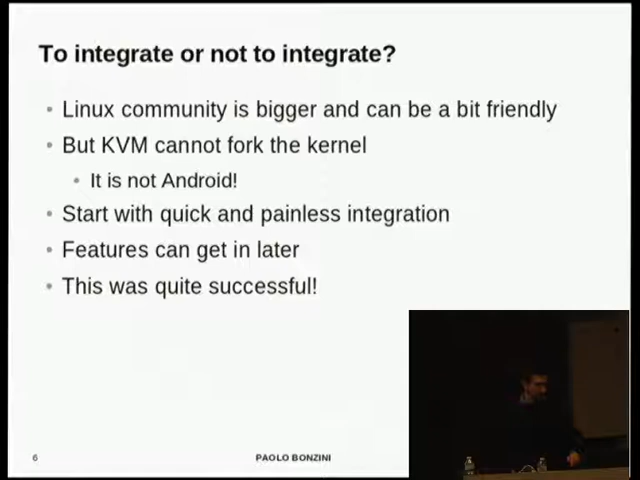 To integrate or not to integrate?
Linux community is bigger and can be a bit friendly
But KVM cannot fork the kernel
It is not Android!
Start with quick and painless integration
Features can get in later
This was quite successful!
6
PAOLO BONZINI